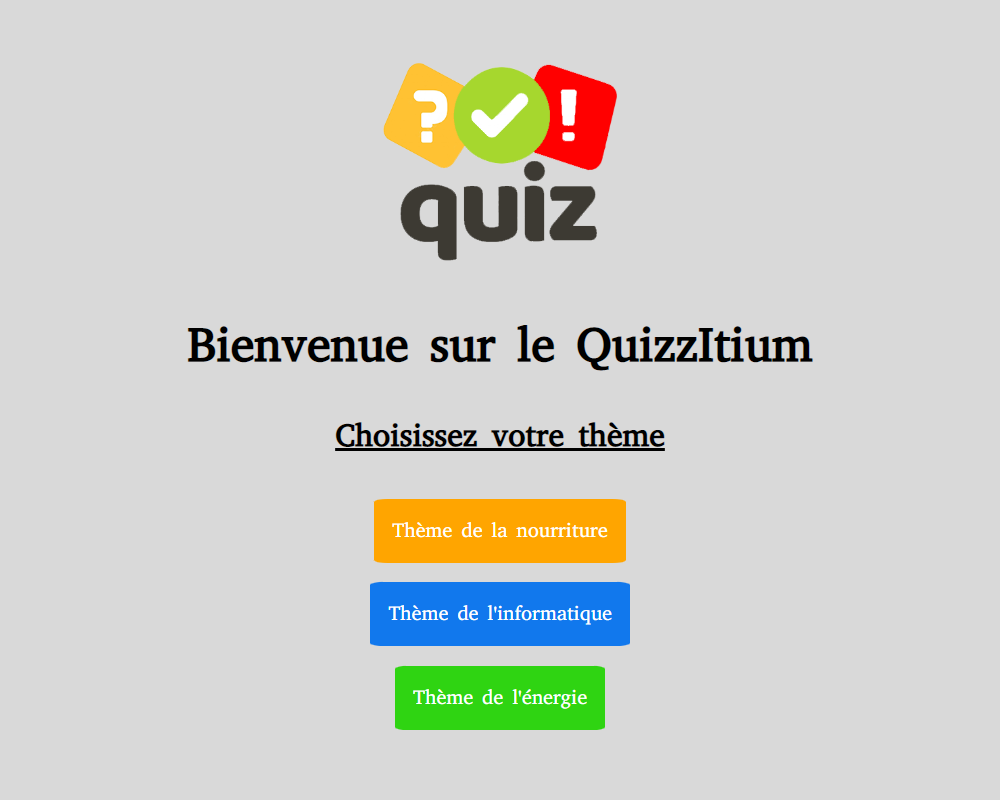 ? !
quiz
Bienvenue sur le QuizzItium
Choisissez votre thème
Thème de la nourriture
Thème de l'informatique
Thème de l'énergie